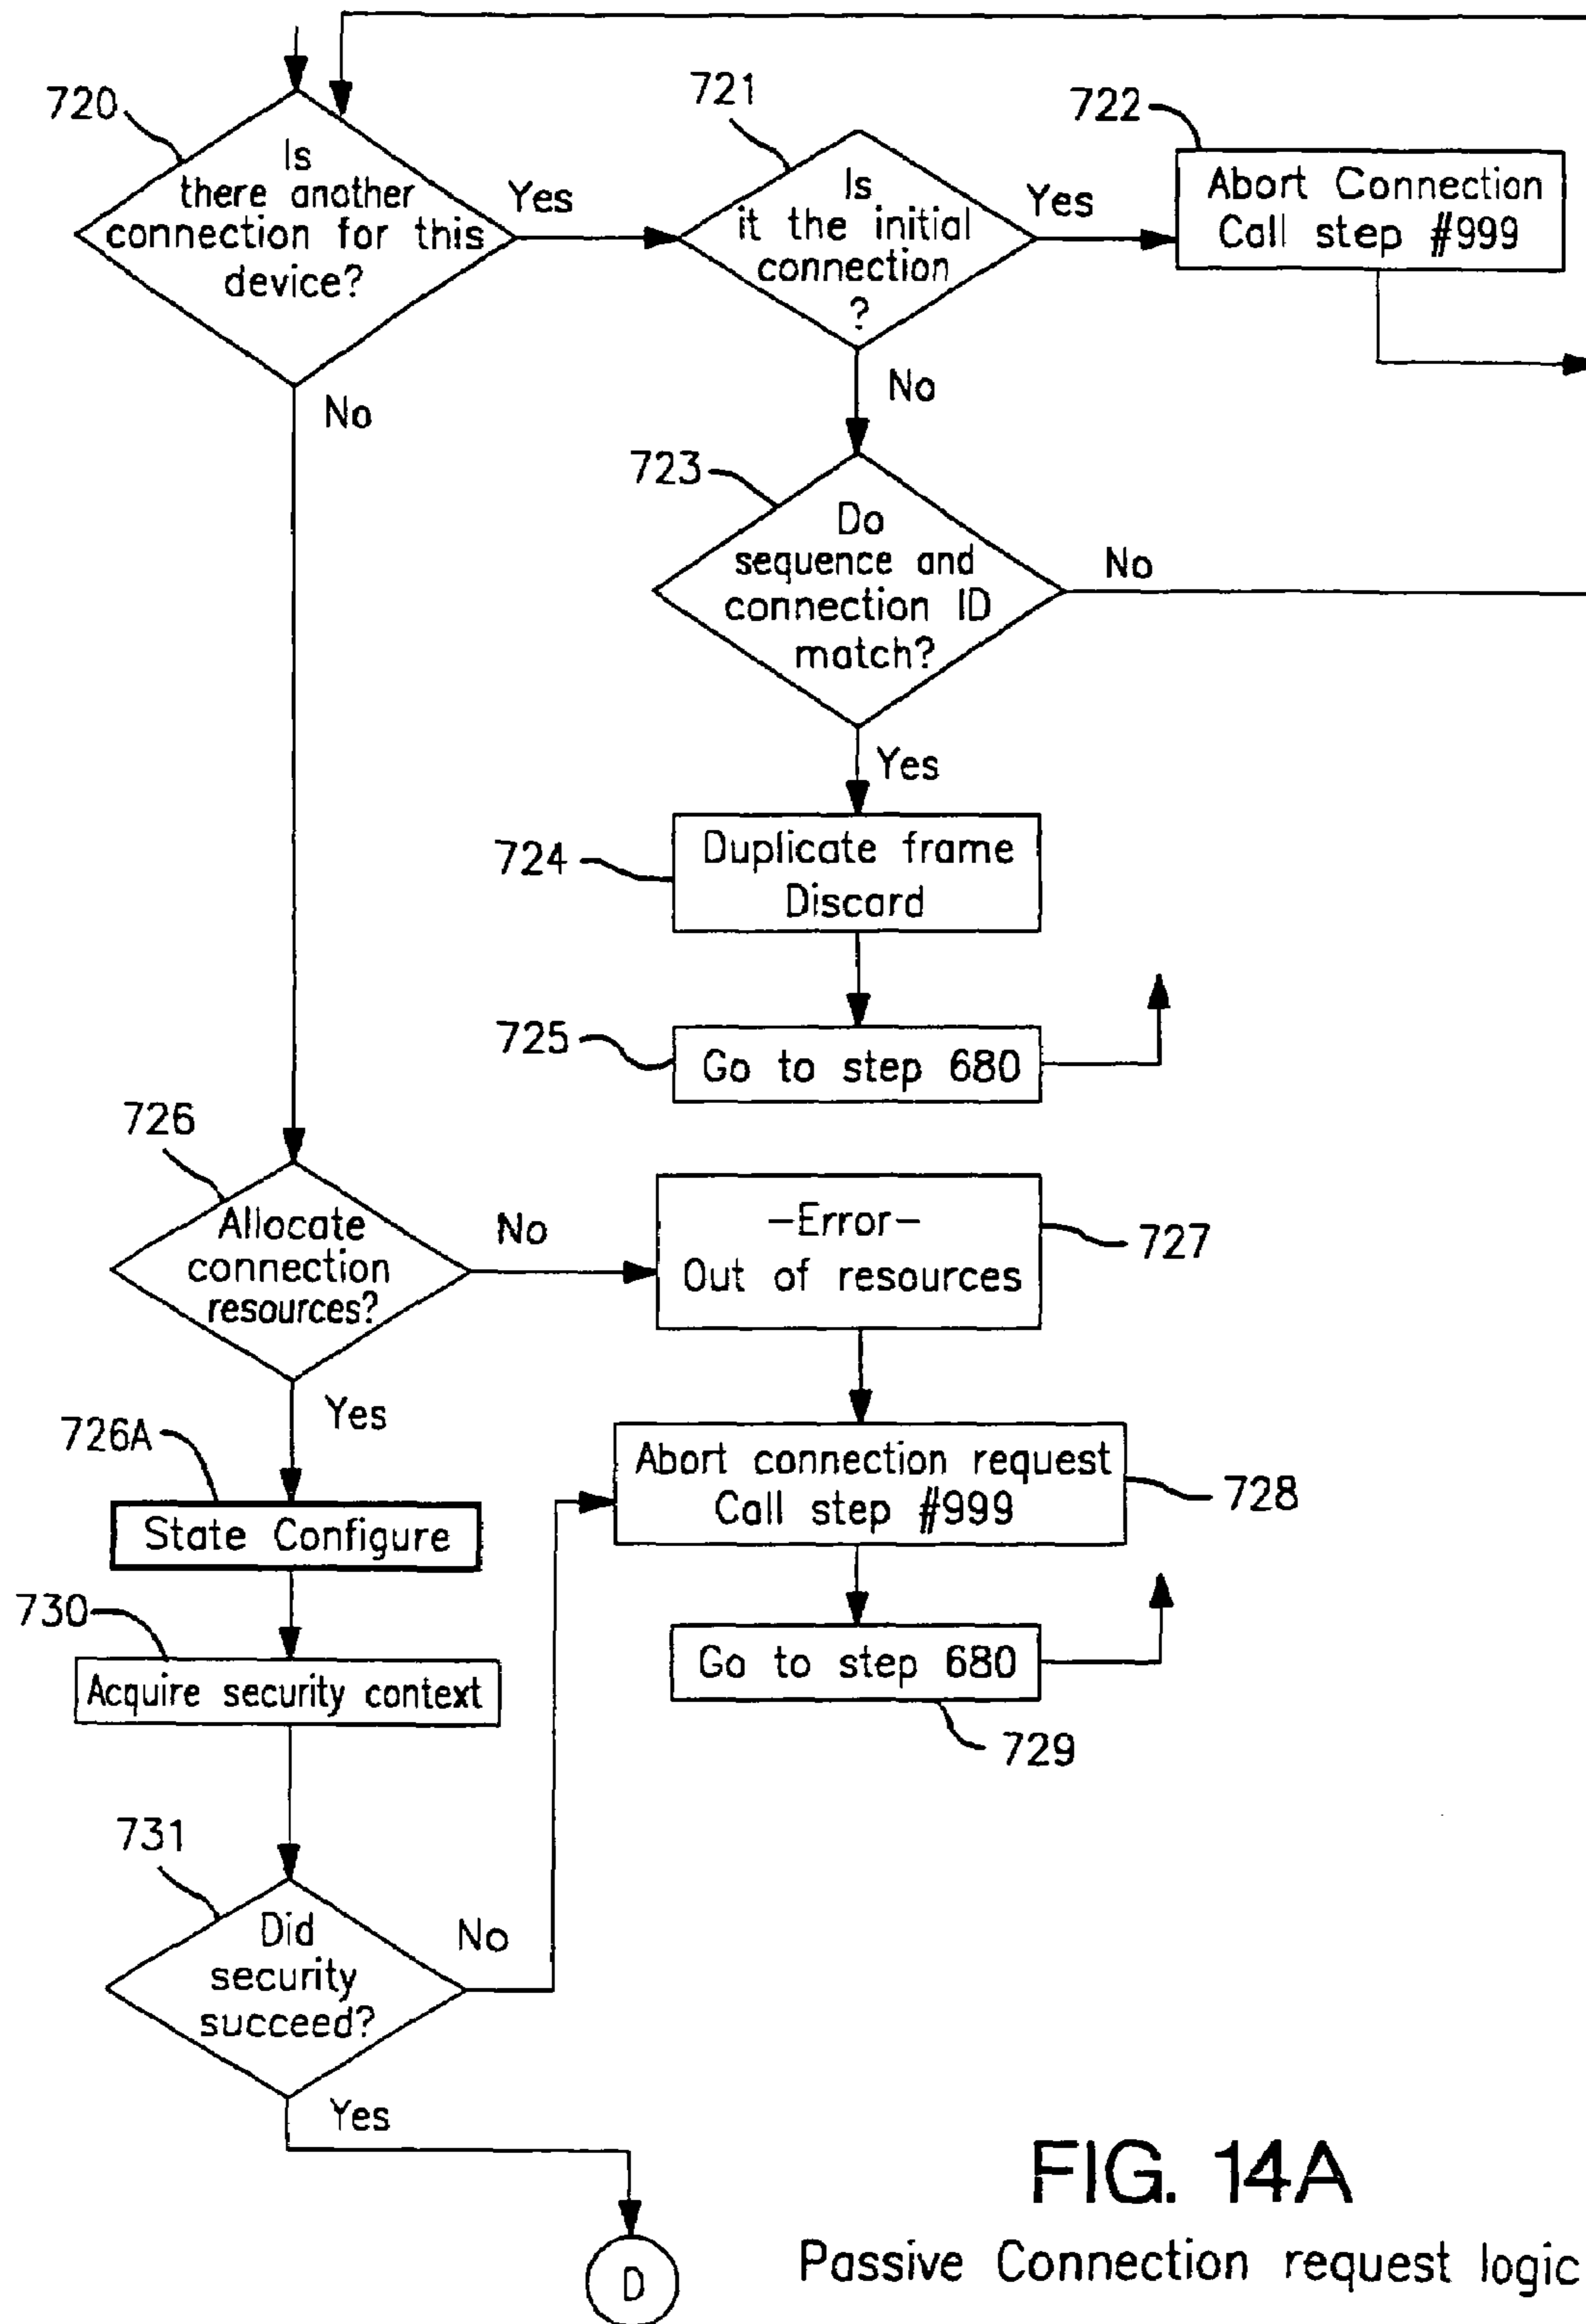 720
Is
there another
connection for this
device?
Yes
No
721
Is
it the initial
connection
?
Yes
No
722
Abort Connection
Call step #999
723
Do
sequence and
connection ID
match?
No
Yes
724
Duplicate frame
Discard
725
Go to step 680
726
Allocate
connection
resources?
No
Yes
-Error-
Out of resources
727
726A
State Configure
Abort connection request
Call step #999
728
730
Acquire security context
Go to step 680
729
731
Did
security
succeed?
No
Yes
D
FIG. 14A
Passive Connection request logic